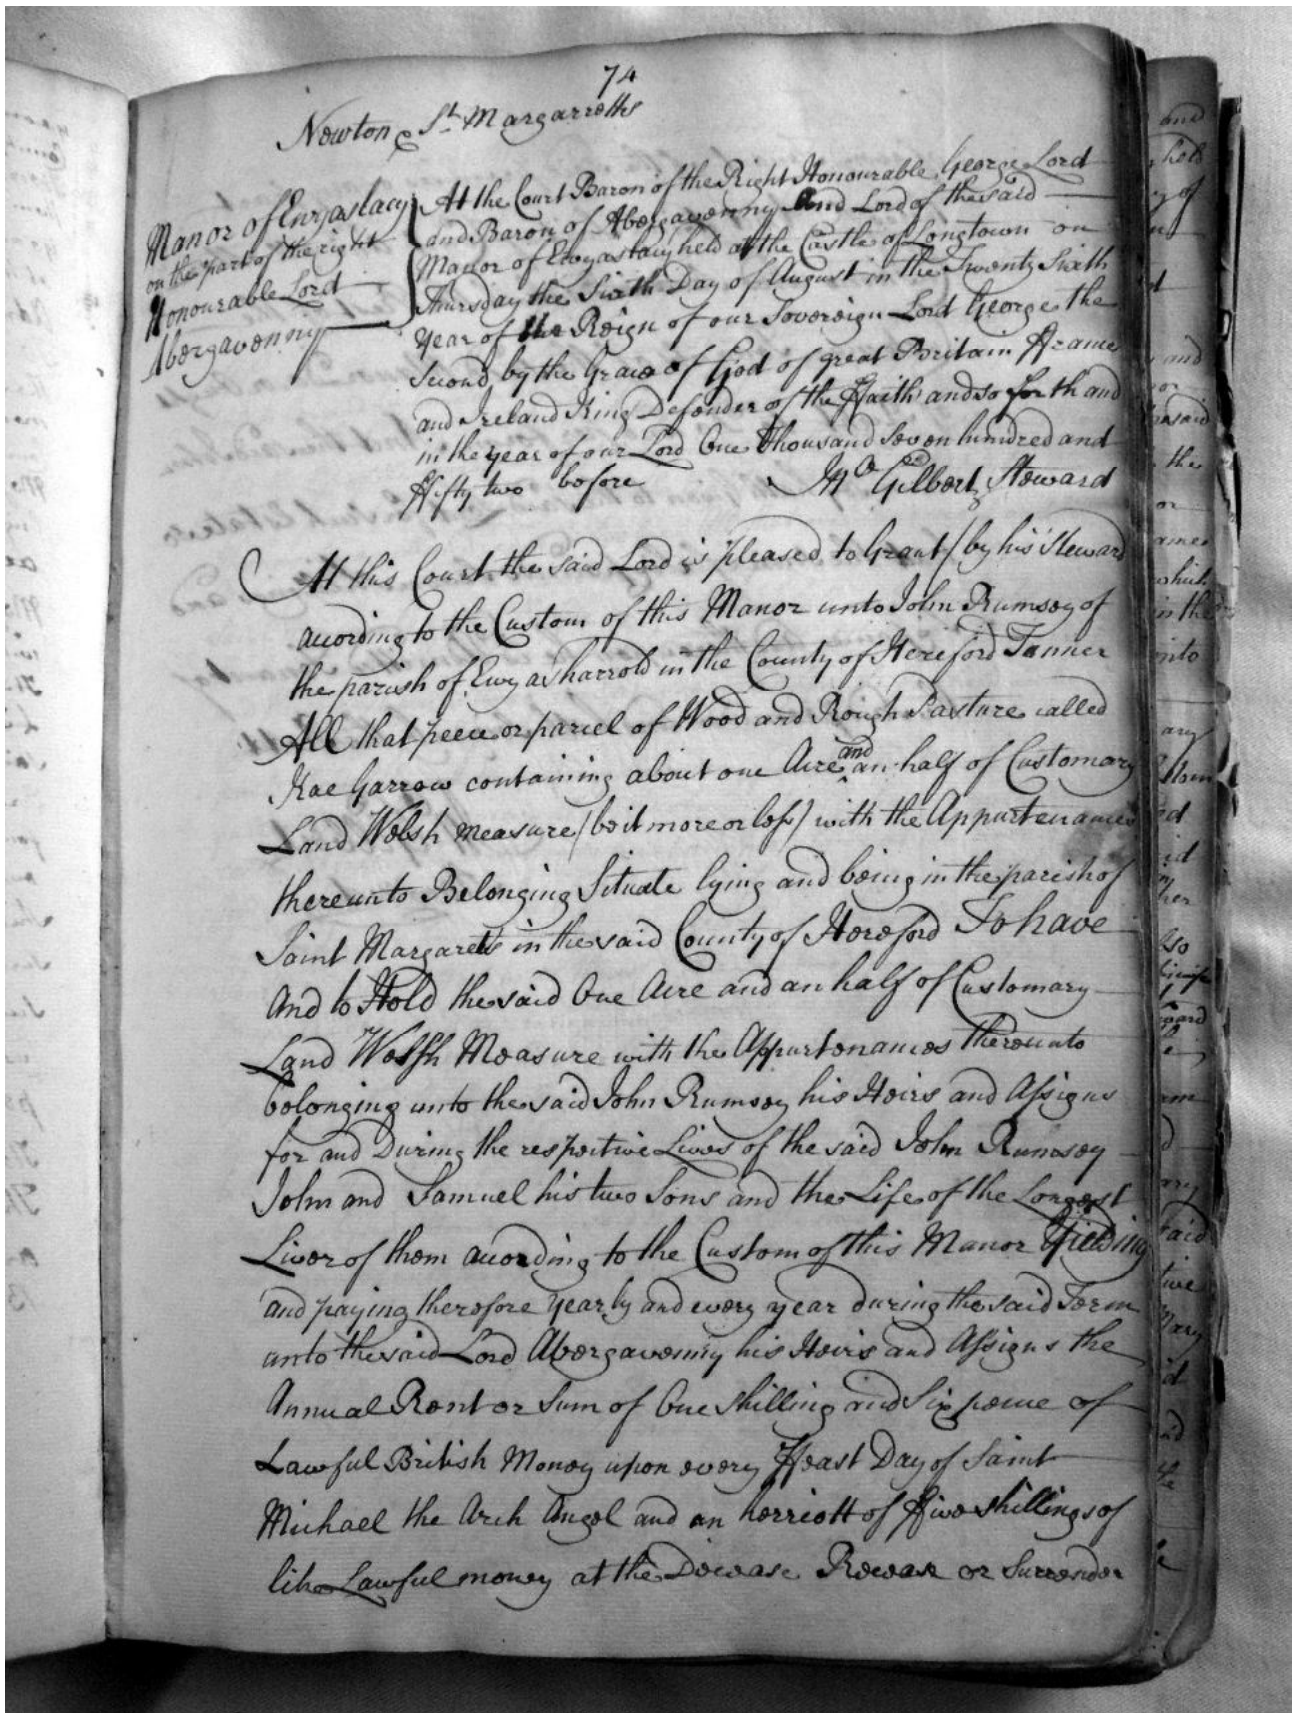 74
Newton & St. Margarretts
Manor of Ewyaslacy
on the part of the right
Honourable Lord
Abergavenny
At the Court Baron of the Right Honourable George Lord
and Baron of Abergavenny and Lord of the said
Manor of Ewyaslacy held at the Castle of Longtown on
Thursday the Sixth Day of August in the Twenty Sixth
Year of the Reign of our Sovereign Lord George the
Second by the Grace of God of great Britain France
and Ireland King Defender of the Faith and so forth and
in the year of our Lord One thousand Seven hundred and
Fifty two before Mr Gilbert Steward
At this Court the said Lord is pleased to Grant (by his Steward
according to the Custom of this Manor unto John Rumsey of
the parish of Ewyasharrold in the County of Hereford Tanner
All that peece or parcel of Wood and Rough Pasture called
Kae Garrow containing about one Acre and an half of Customary
Land Welsh measure (be it more or less) with the Appurtenances
thereunto Belonging Situate lying and being in the parish of
Saint Margaretts in the said County of Hereford To have
And to Hold the said One Acre and an half of Customary
Land Welsh Measure with the Appurtenances thereunto
belonging unto the said John Rumsey his Heirs and Assigns
for and During the respective Lives of the said John Rumsey
John and Samuel his two Sons and the Life of the Longest
Liver of them according to the Custom of this Manor Yielding
and paying therefore Yearly and every year during the said Term
unto the said Lord Abergavenny his Heirs and Assigns the
Annual Rent or Sum of One shilling and Six pence of
Lawful British Money upon every Feast Day of Saint
Michael the Arch Angel and an herriott of Five shillings of
like Lawful money at the Decease Rewase or Surrender